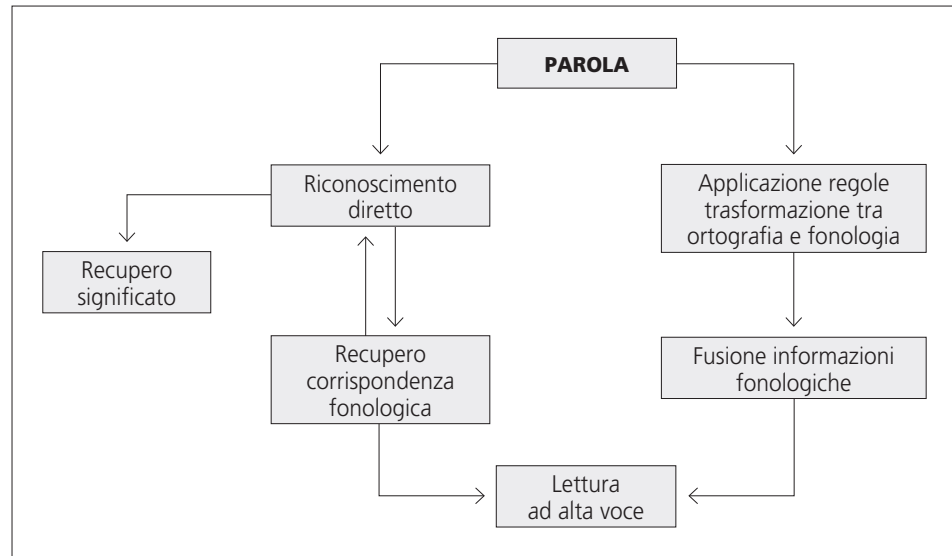 PAROLA
Riconoscimento
diretto
Applicazione regole
trasformazione tra
ortografia e fonologia
Recupero
significato
Recupero
corrispondenza
fonologica
Fusione informazioni
fonologiche
Lettura
ad alta voce